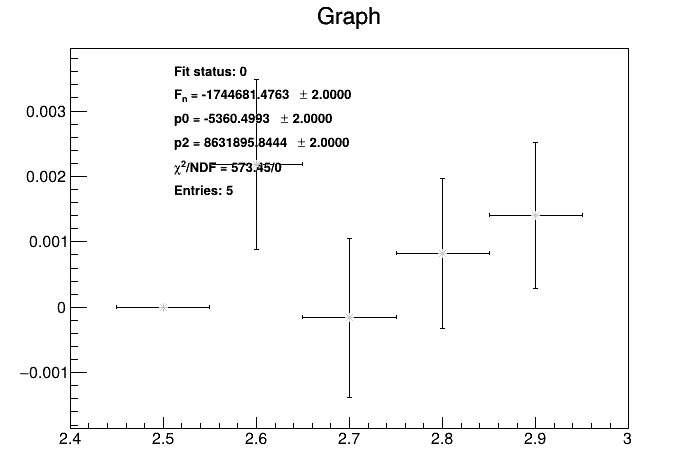 Graph
Fit status: 0
Fn = -1744681.4763 ± 2.0000
p0 = -5360.4993 ± 2.0000
p2 = 8631895.8444 ± 2.0000
χ²/NDF = 573.45/0
Entries: 5
0.003
0.002
0.001
0
−0.001
2.4 2.5 2.6 2.7 2.8 2.9 3